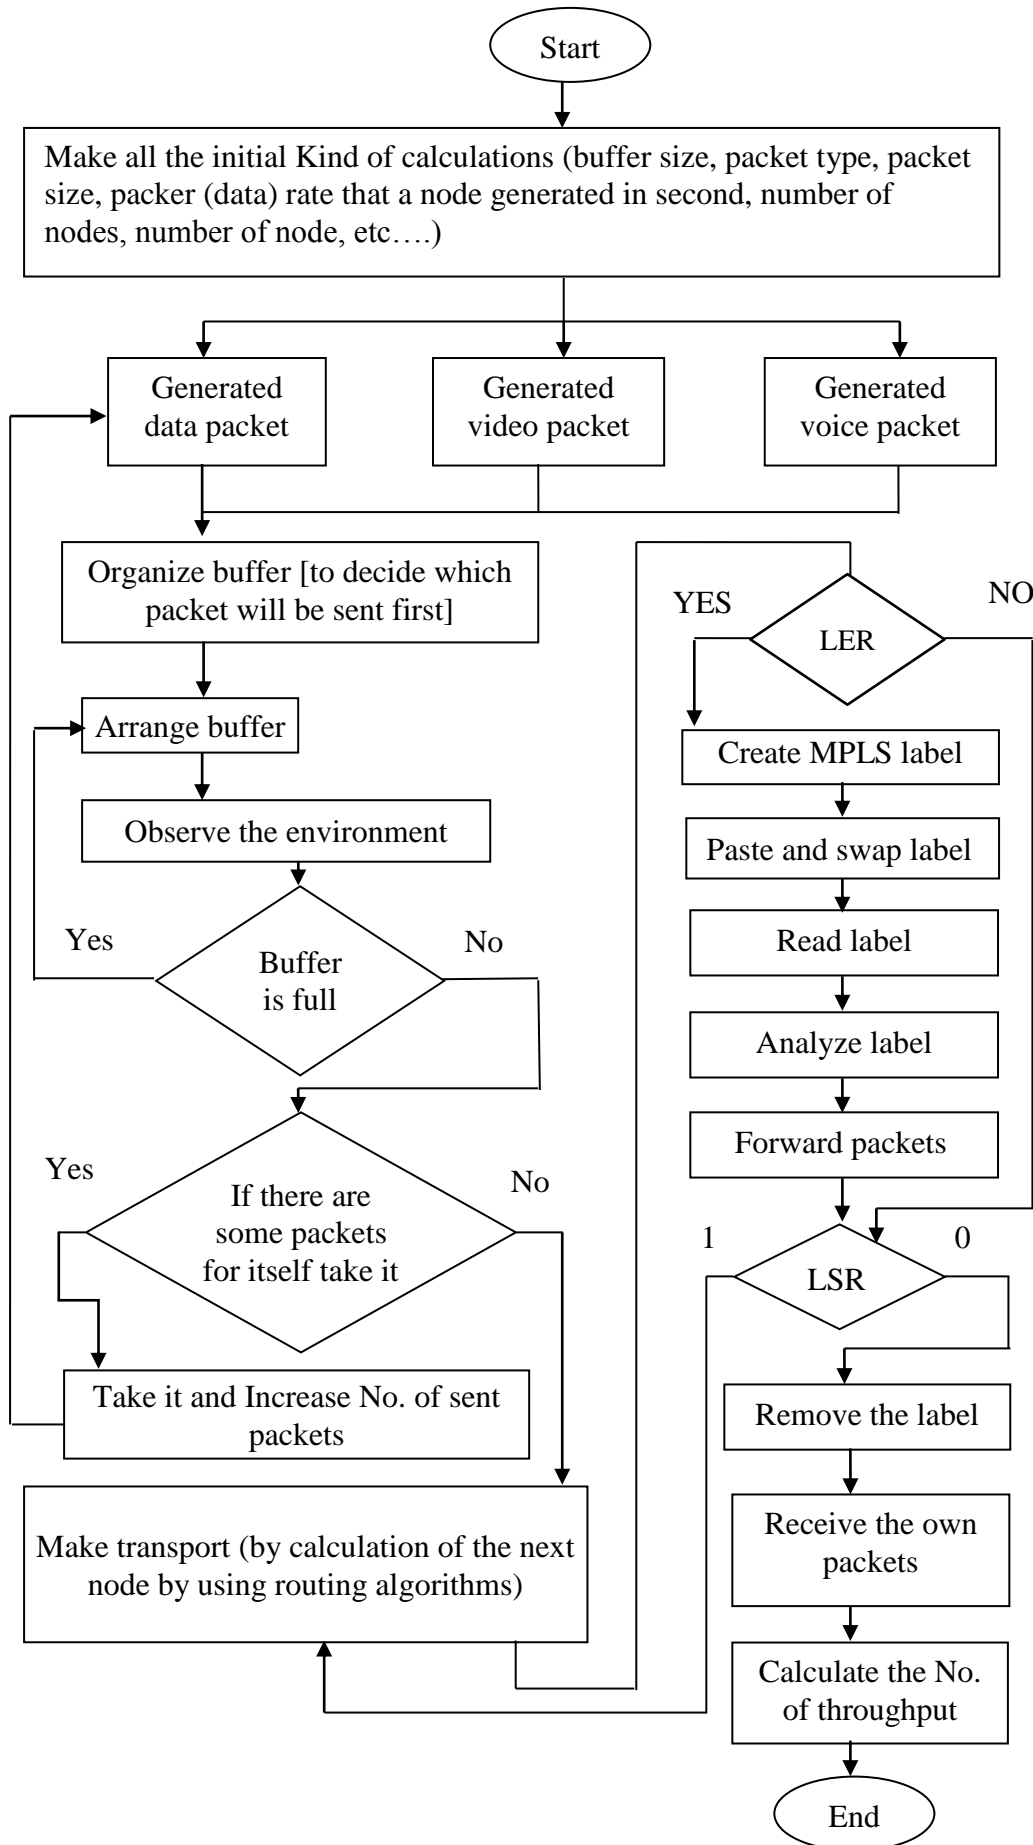 Start
Make all the initial Kind of calculations (buffer size, packet type, packet
size, packer (data) rate that a node generated in second, number of
nodes, number of node, etc….)
Generated
data packet
Generated
video packet
Generated
voice packet
Organize buffer [to decide which
packet will be sent first]
Arrange buffer
Observe the environment
Yes
No
Buffer
is full
Yes
No
If there are
some packets
for itself take it
Take it and Increase No. of sent
packets
Make transport (by calculation of the next
node by using routing algorithms)
YES
NO
LER
Create MPLS label
Paste and swap label
Read label
Analyze label
Forward packets
1
0
LSR
Remove the label
Receive the own
packets
Calculate the No.
of throughput
End